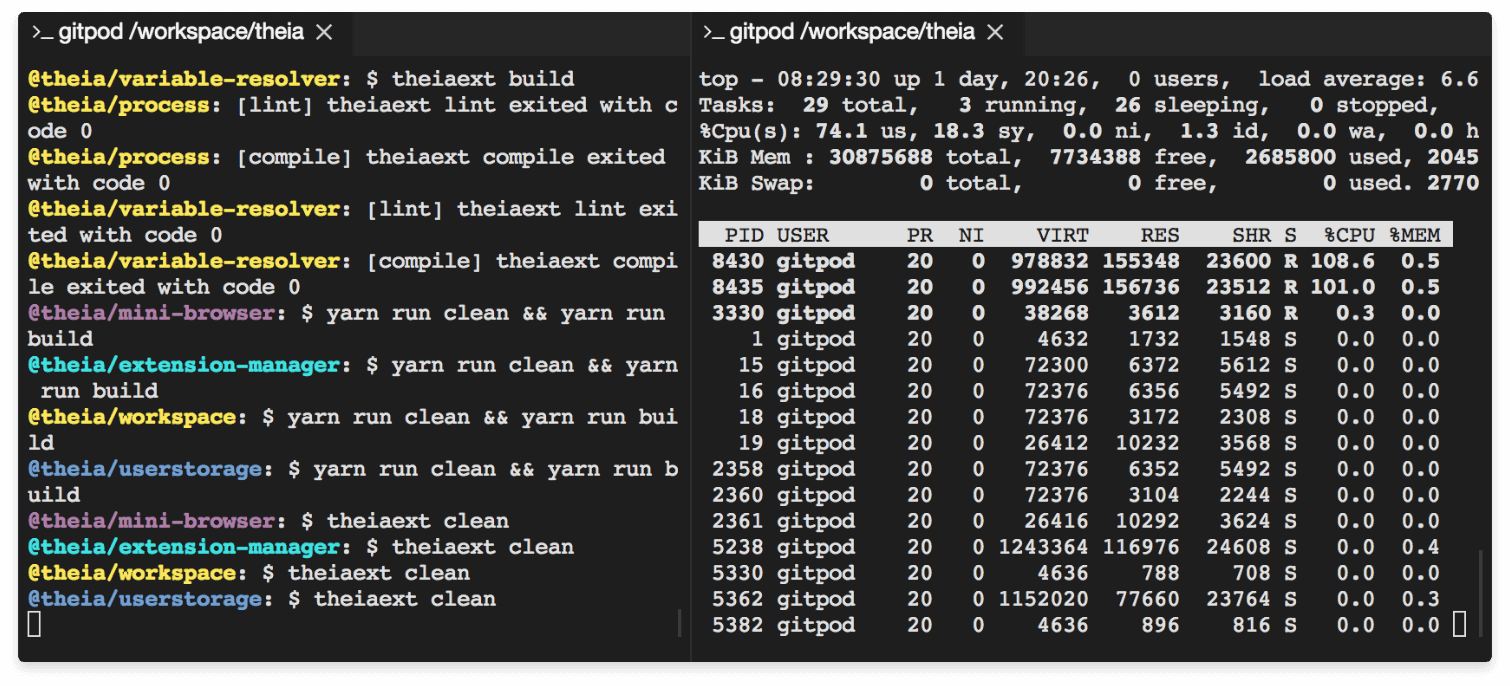 >_ gitpod /workspace/theia ×
@theia/variable-resolver: $ theiaext build
@theia/process: [lint] theiaext lint exited with c
ode 0
@theia/process: [compile] theiaext compile exited
with code 0
@theia/variable-resolver: [lint] theiaext lint exi
ted with code 0
@theia/variable-resolver: [compile] theiaext compi
le exited with code 0
@theia/mini-browser: $ yarn run clean && yarn run
build
@theia/extension-manager: $ yarn run clean && yarn
 run build
@theia/workspace: $ yarn run clean && yarn run bui
ld
@theia/userstorage: $ yarn run clean && yarn run b
uild
@theia/mini-browser: $ theiaext clean
@theia/extension-manager: $ theiaext clean
@theia/workspace: $ theiaext clean
@theia/userstorage: $ theiaext clean
>_ gitpod /workspace/theia ×
top - 08:29:30 up 1 day, 20:26,  0 users,  load average: 6.6
Tasks:  29 total,   3 running,  26 sleeping,   0 stopped,
%Cpu(s): 74.1 us, 18.3 sy,  0.0 ni,  1.3 id,  0.0 wa,  0.0 h
KiB Mem : 30875688 total,  7734388 free,  2685800 used, 2045
KiB Swap:        0 total,        0 free,        0 used. 2770
  PID USER      PR  NI    VIRT    RES    SHR S  %CPU %MEM
 8430 gitpod    20   0  978832 155348  23600 R 108.6  0.5
 8435 gitpod    20   0  992456 156736  23512 R 101.0  0.5
 3330 gitpod    20   0   38268   3612   3160 R   0.3  0.0
    1 gitpod    20   0    4632   1732   1548 S   0.0  0.0
   15 gitpod    20   0   72300   6372   5612 S   0.0  0.0
   16 gitpod    20   0   72376   6356   5492 S   0.0  0.0
   18 gitpod    20   0   72376   3172   2308 S   0.0  0.0
   19 gitpod    20   0   26412  10232   3568 S   0.0  0.0
 2358 gitpod    20   0   72376   6352   5492 S   0.0  0.0
 2360 gitpod    20   0   72376   3104   2244 S   0.0  0.0
 2361 gitpod    20   0   26416  10292   3624 S   0.0  0.0
 5238 gitpod    20   0 1243364 116976  24608 S   0.0  0.4
 5330 gitpod    20   0    4636    788    708 S   0.0  0.0
 5362 gitpod    20   0 1152020  77660  23764 S   0.0  0.3
 5382 gitpod    20   0    4636    896    816 S   0.0  0.0